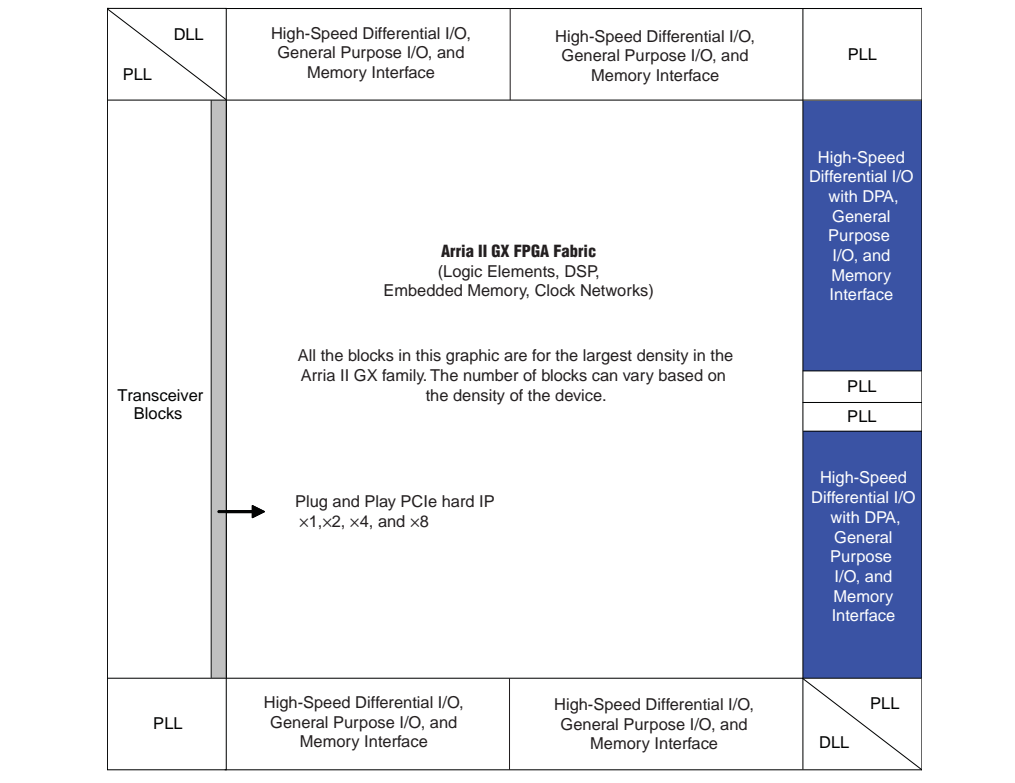 DLL
PLL
High-Speed Differential I/O,
General Purpose I/O, and
Memory Interface
High-Speed Differential I/O,
General Purpose I/O, and
Memory Interface
PLL
Transceiver
Blocks
Arria II GX FPGA Fabric
(Logic Elements, DSP,
Embedded Memory, Clock Networks)
All the blocks in this graphic are for the largest density in the
Arria II GX family. The number of blocks can vary based on
the density of the device.
Plug and Play PCIe hard IP
×1,×2, ×4, and ×8
High-Speed
Differential I/O
with DPA,
General
Purpose
I/O, and
Memory
Interface
PLL
PLL
High-Speed
Differential I/O
with DPA,
General
Purpose
I/O, and
Memory
Interface
PLL
High-Speed Differential I/O,
General Purpose I/O, and
Memory Interface
High-Speed Differential I/O,
General Purpose I/O, and
Memory Interface
PLL
DLL